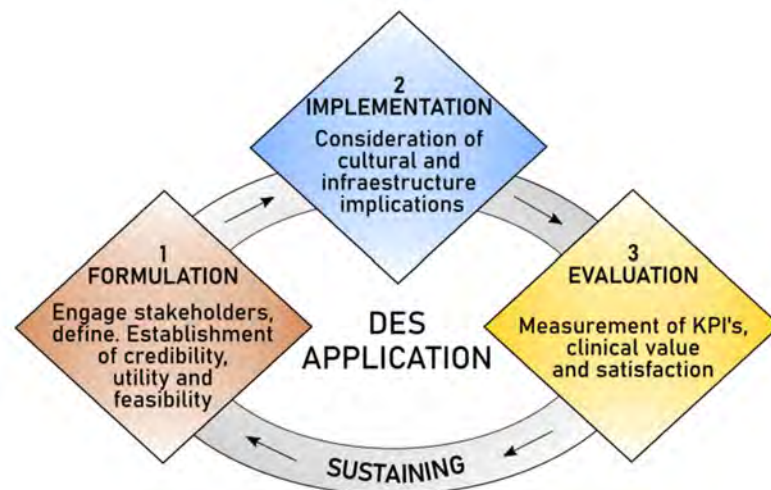 2
IMPLEMENTATION
Consideration of
cultural and
infraestructure
implications
1
FORMULATION
Engage stakeholders,
define. Establishment
of credibility,
utility and
feasibility
3
EVALUATION
Measurement of KPI's,
clinical value
and satisfaction
DES
APPLICATION
SUSTAINING